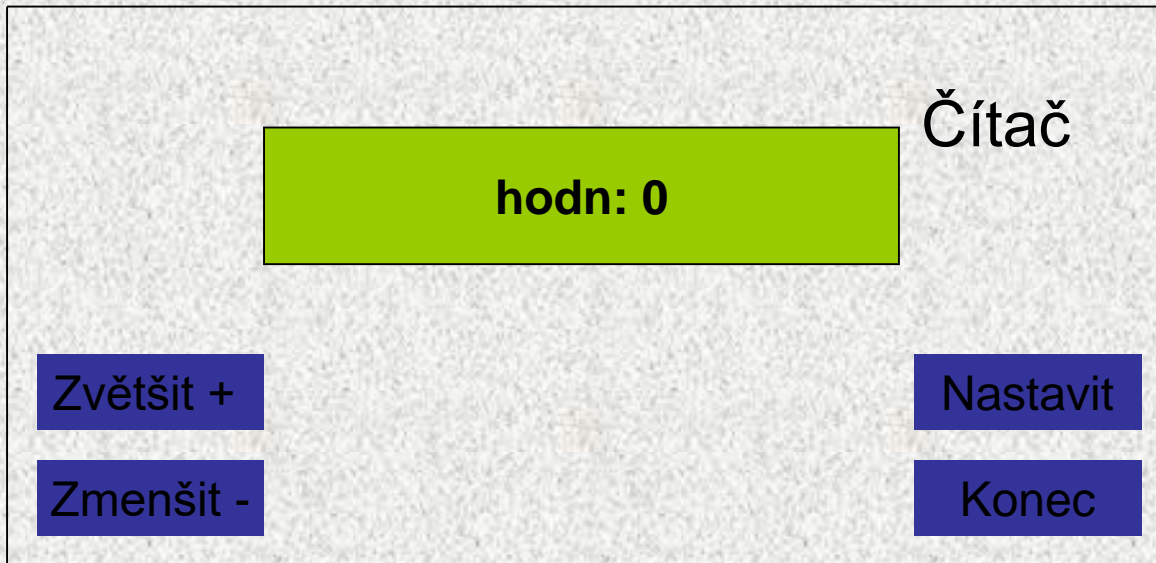 Čítač
hodn: 0
Zvětšit +
Nastavit
Zmenšit -
Konec